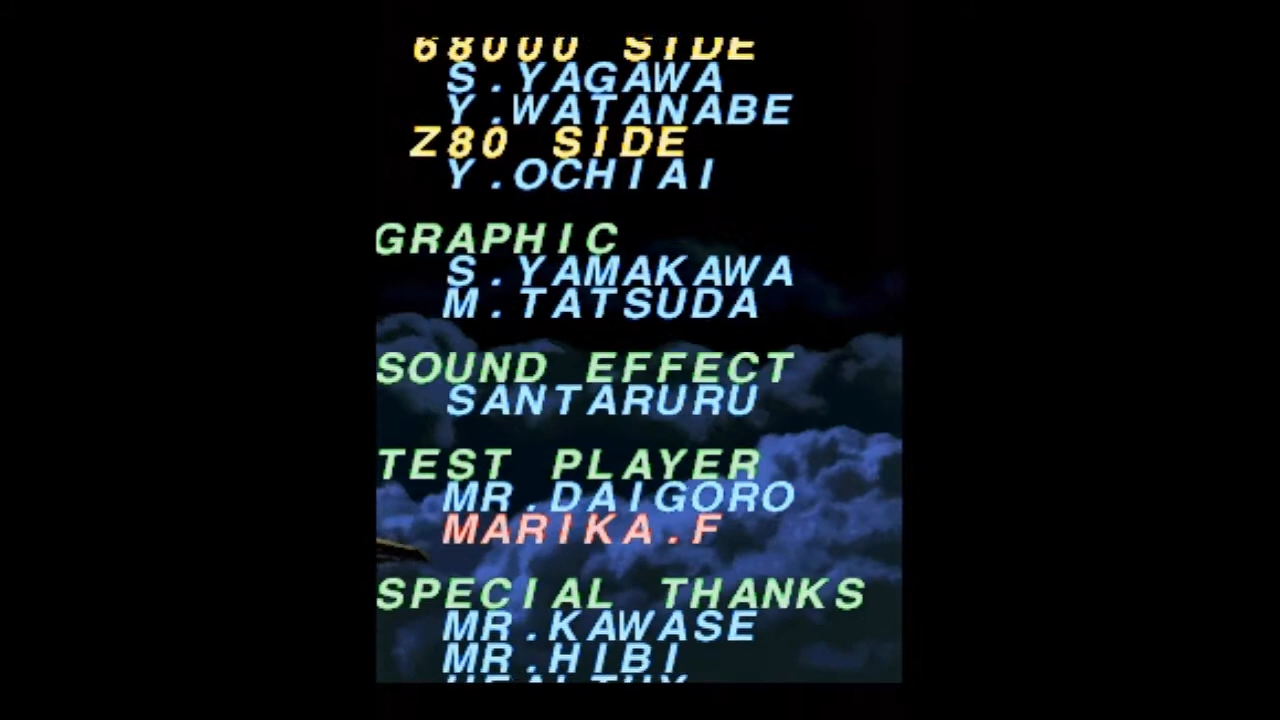 68000 SIDE
S.YAGAWA
Y.WATANABE
Z80 SIDE
Y.OCHIAI
GRAPHIC
S.YAMAKAWA
M.TATSUDA
SOUND EFFECT
SANTARURU
TEST PLAYER
MR.DAIGORO
MARIKA.F
SPECIAL THANKS
MR.KAWASE
MR.HIBI